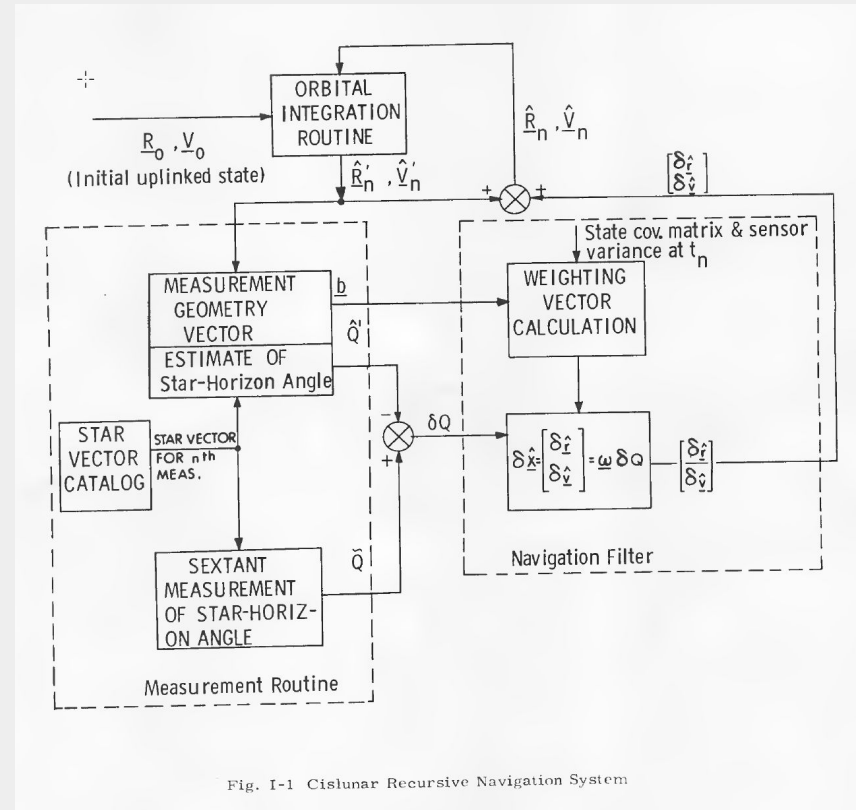 ORBITAL
INTEGRATION
ROUTINE
R̲₀ , V̲₀
(Initial uplinked state)
R̲̂ₙ , V̲̂ₙ
R̲̂ₙ′ , V̲̂ₙ′
[δr̲̂
δv̲̂]
+
±
State cov. matrix & sensor
variance at tₙ
MEASUREMENT
GEOMETRY
VECTOR
b̲
Q̂′
ESTIMATE OF
Star-Horizon Angle
WEIGHTING
VECTOR
CALCULATION
STAR
VECTOR
CATALOG
STAR VECTOR
FOR nᵗʰ
MEAS.
-
+
δQ
δx̲̂=[δr̲̂
δv̲̂]=ω̲ δQ
[δr̲̂
δv̲̂]
SEXTANT
MEASUREMENT
OF STAR-HORIZ-
ON ANGLE
Q̃
Navigation Filter
Measurement Routine
Fig. I-1 Cislunar Recursive Navigation System